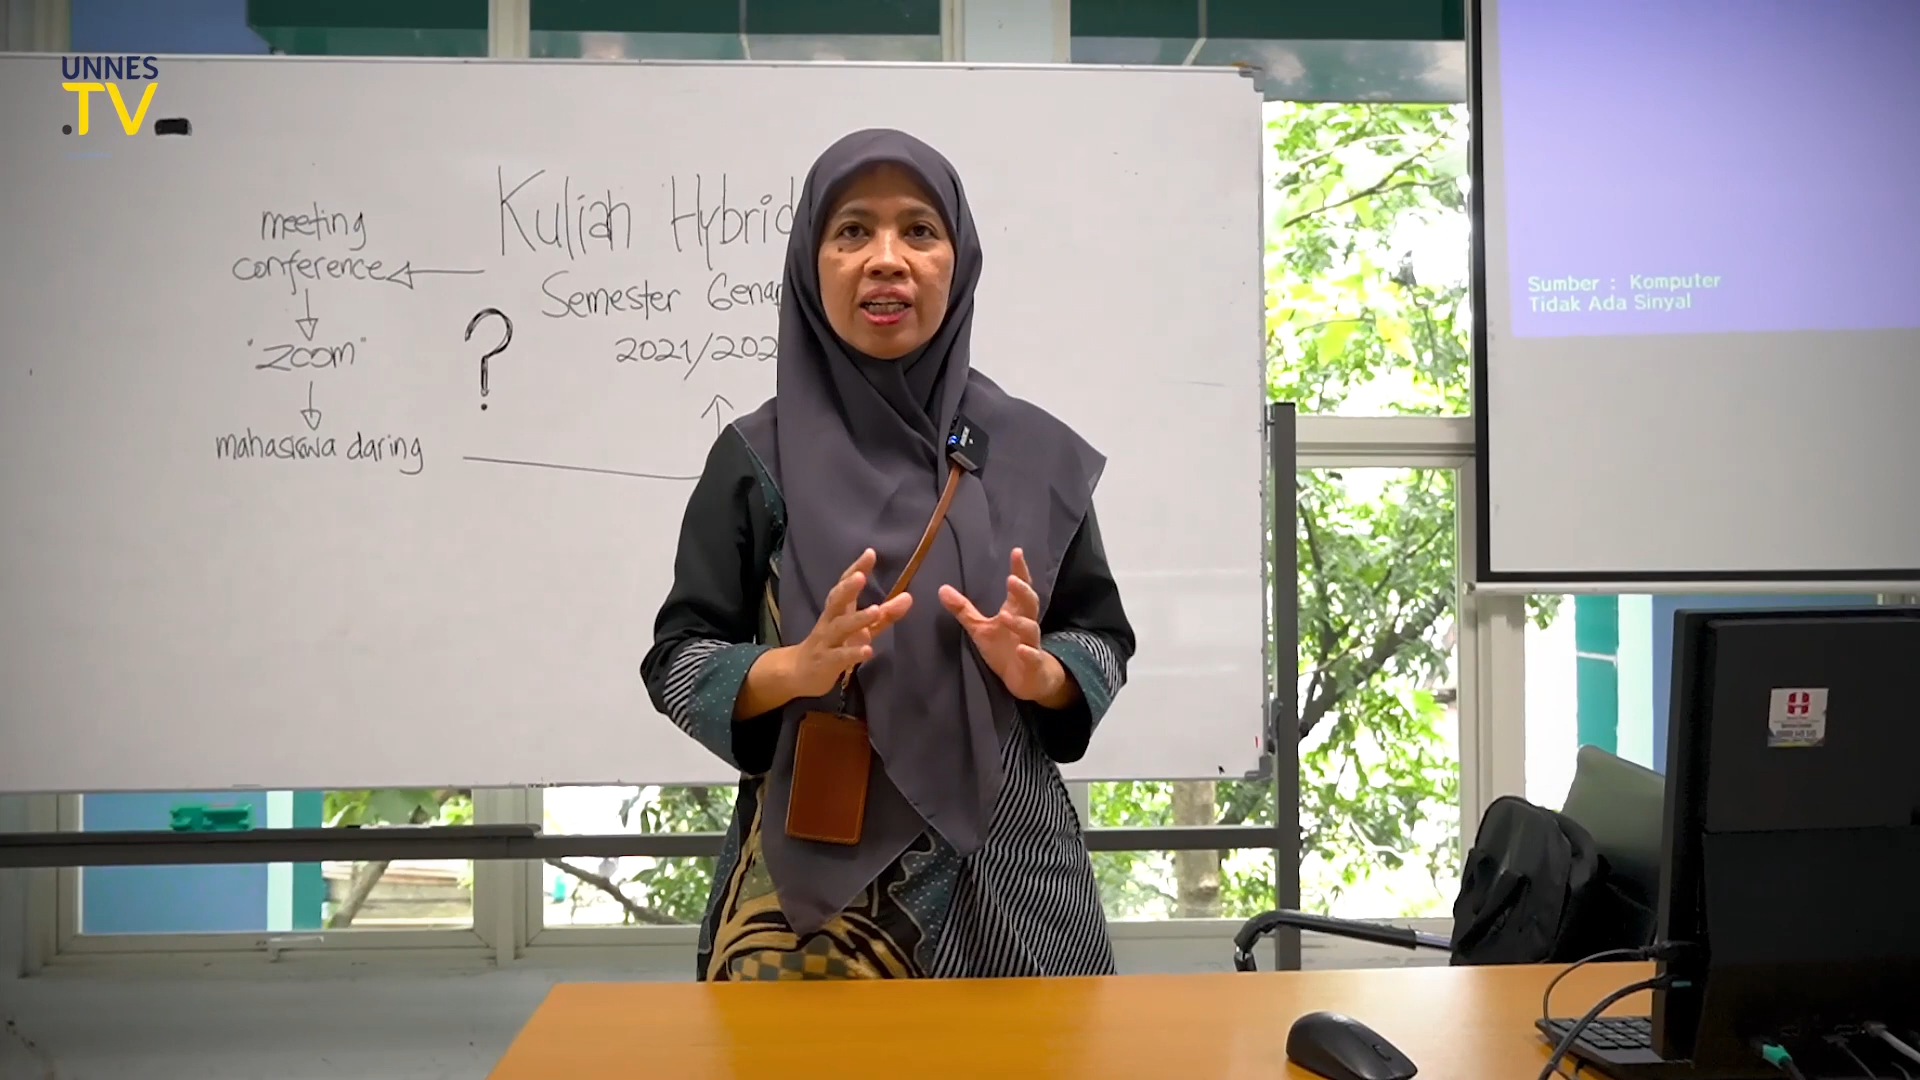 UNNES
.TV
Kuliah Hybrid
Semester Genap
2021/202
meeting
conference
"ZOOM"
mahasiswa daring
?
Sumber : Komputer
Tidak Ada Sinyal